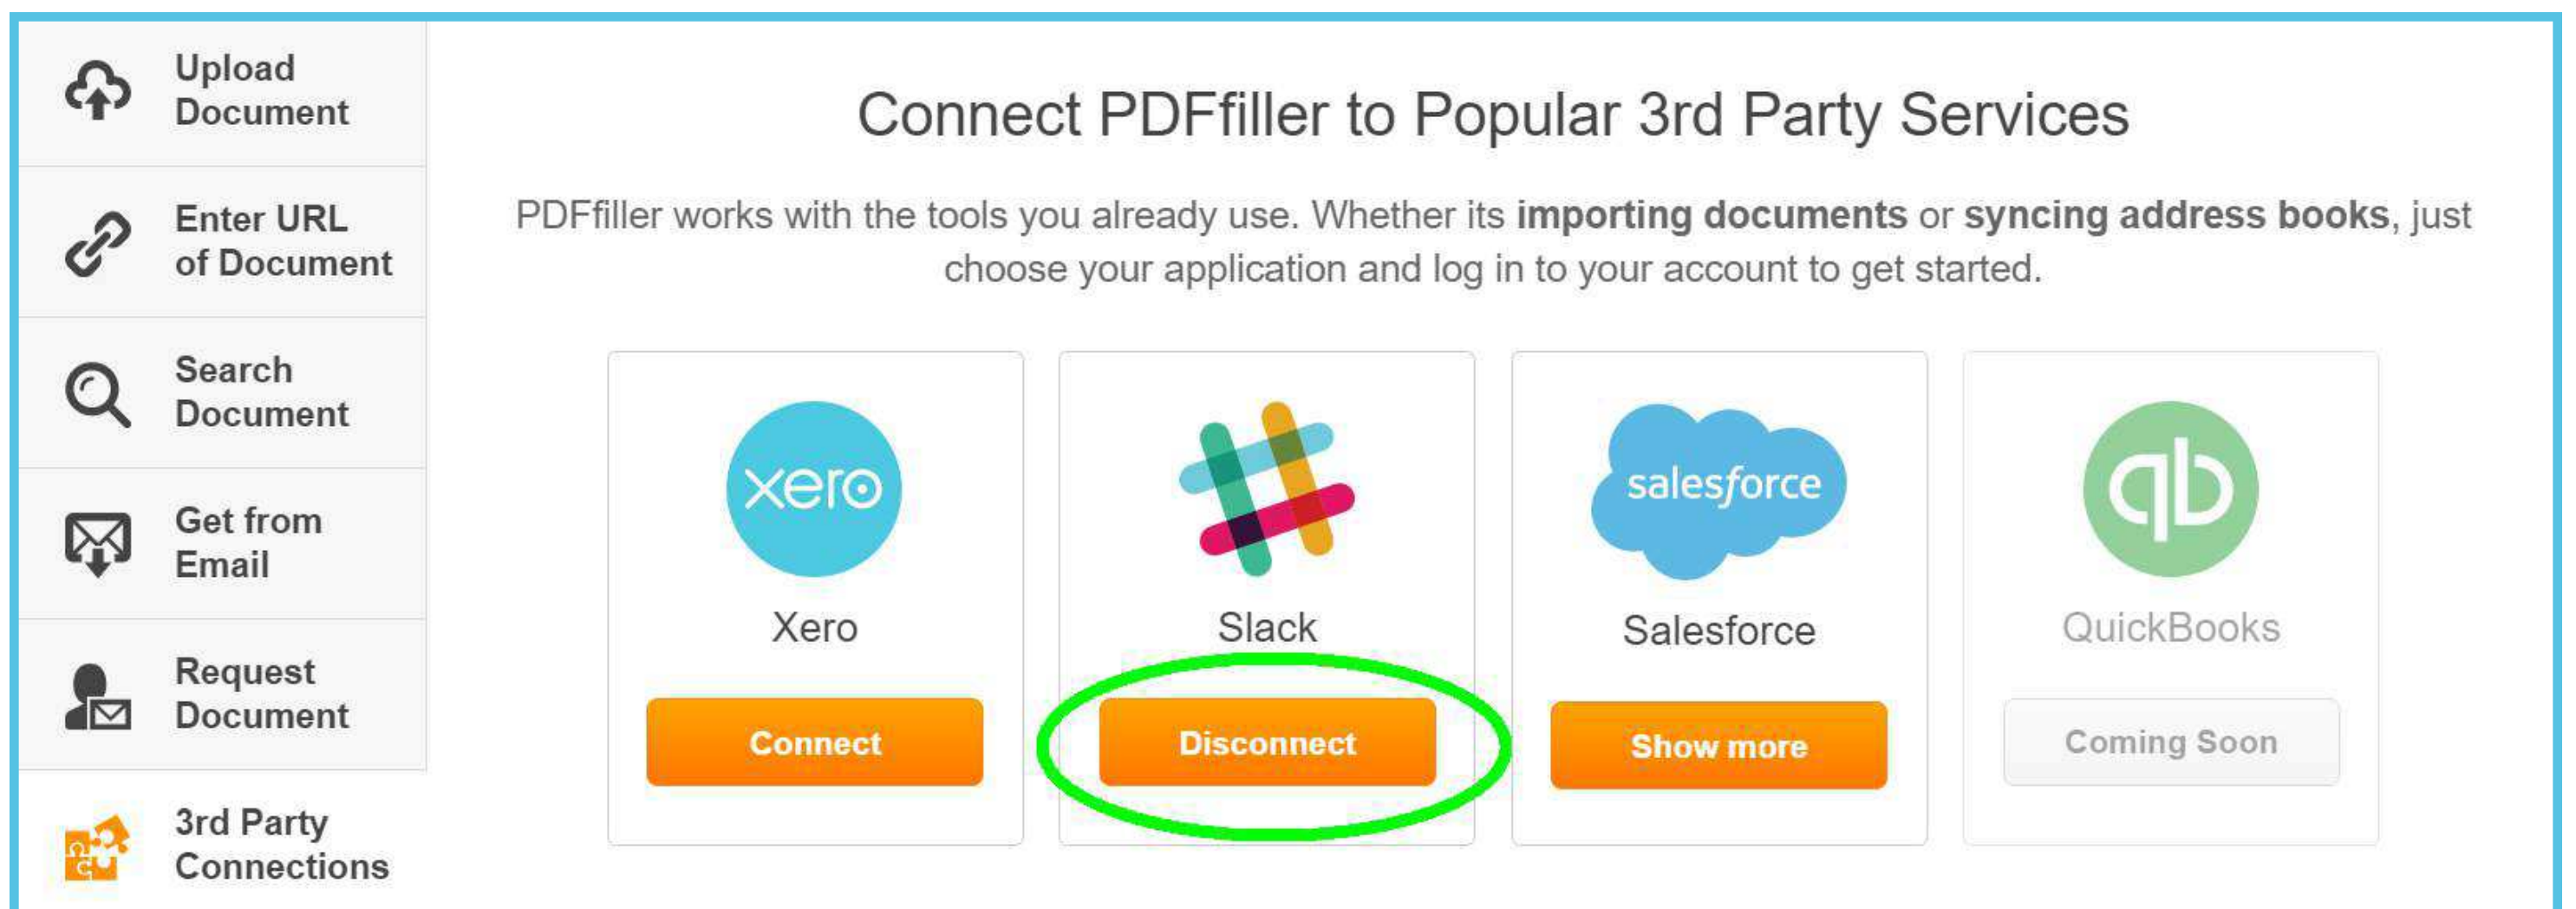 Upload
Document
Enter URL
of Document
Search
Document
Get from
Email
Request
Document
3rd Party
Connections
Connect PDFfiller to Popular 3rd Party Services
PDFfiller works with the tools you already use. Whether its importing documents or syncing address books, just
choose your application and log in to your account to get started.
xero
Xero
Connect
Slack
Disconnect
salesforce
Salesforce
Show more
qb
QuickBooks
Coming Soon